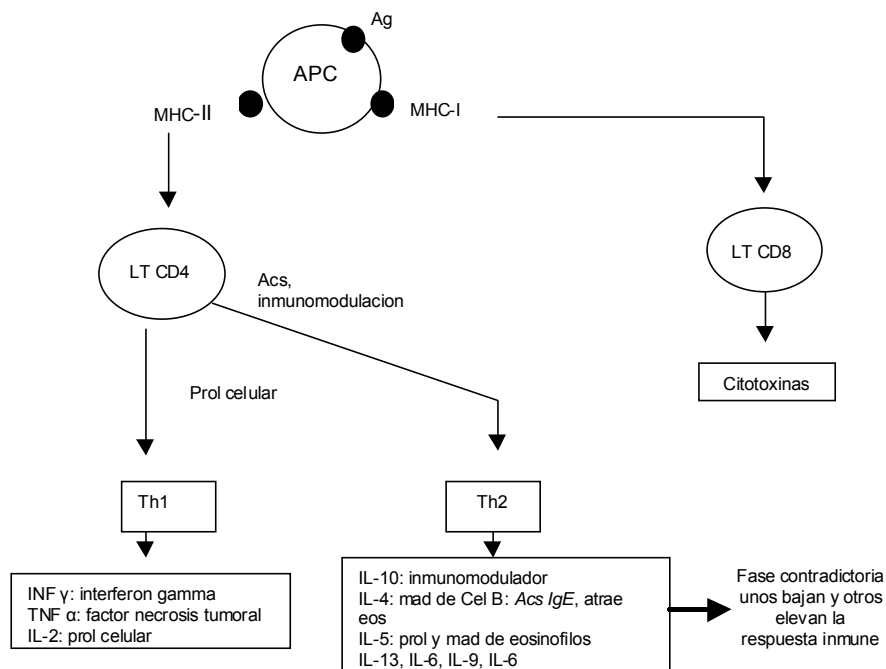 Ag
APC
MHC-II
MHC-I
LT CD4
LT CD8
Acs,
inmunomodulacion
Citotoxinas
Prol celular
Th1
Th2
INF γ: interferon gamma
TNF α: factor necrosis tumoral
IL-2: prol celular
IL-10: inmunomodulador
IL-4: mad de Cel B: Acs IgE, atrae
eos
IL-5: prol y mad de eosinofilos
IL-13, IL-6, IL-9, IL-6
Fase contradictoria
unos bajan y otros
elevan la
respuesta inmune